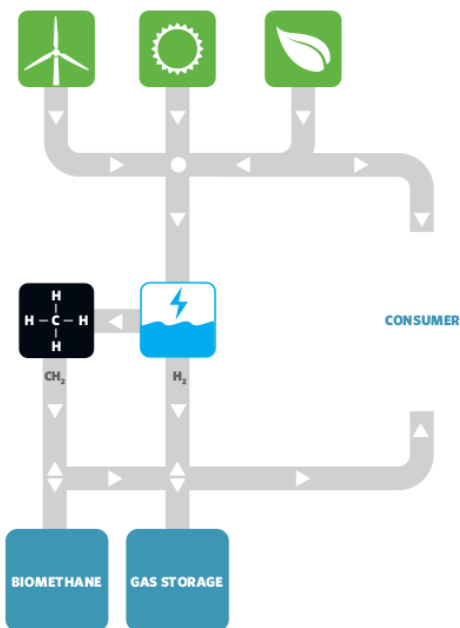 H
H – C – H
H
CONSUMER
CH₂
H₂
BIOMETHANE
GAS STORAGE